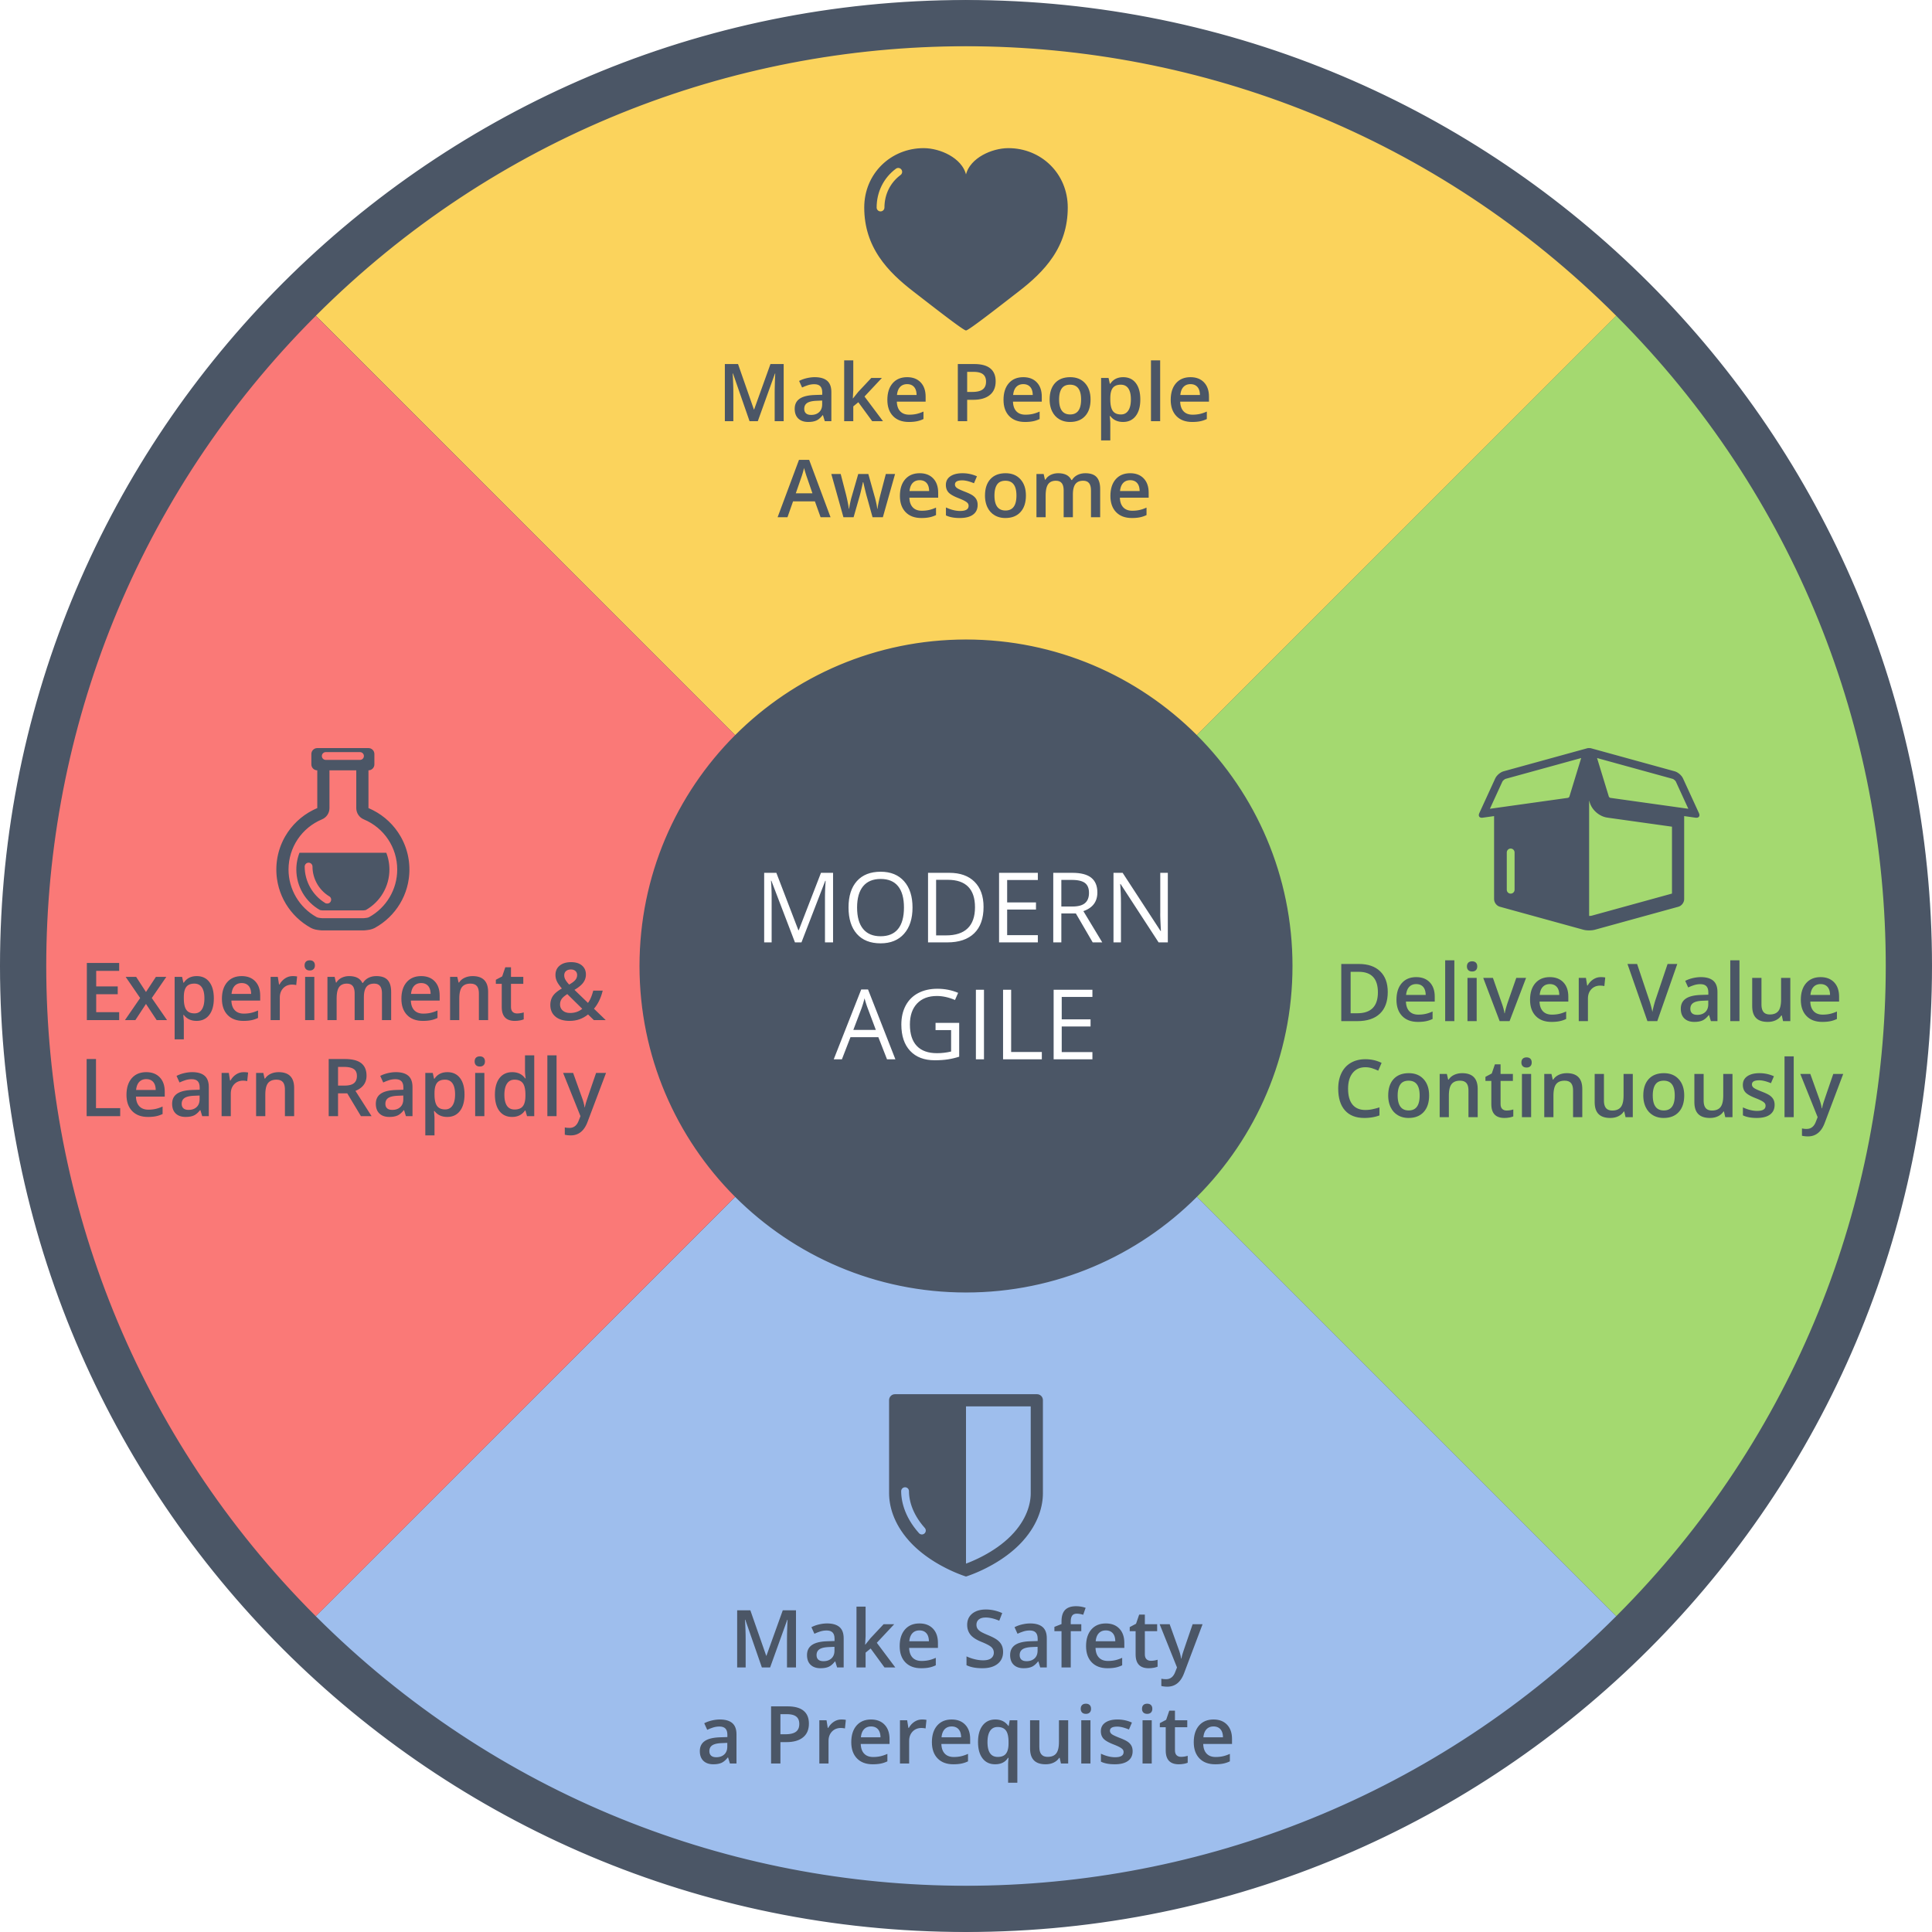 Make People
Awesome
Experiment &
Learn Rapidly
MODERN
AGILE
Deliver Value
Continuously
Make Safety
a Prerequisite